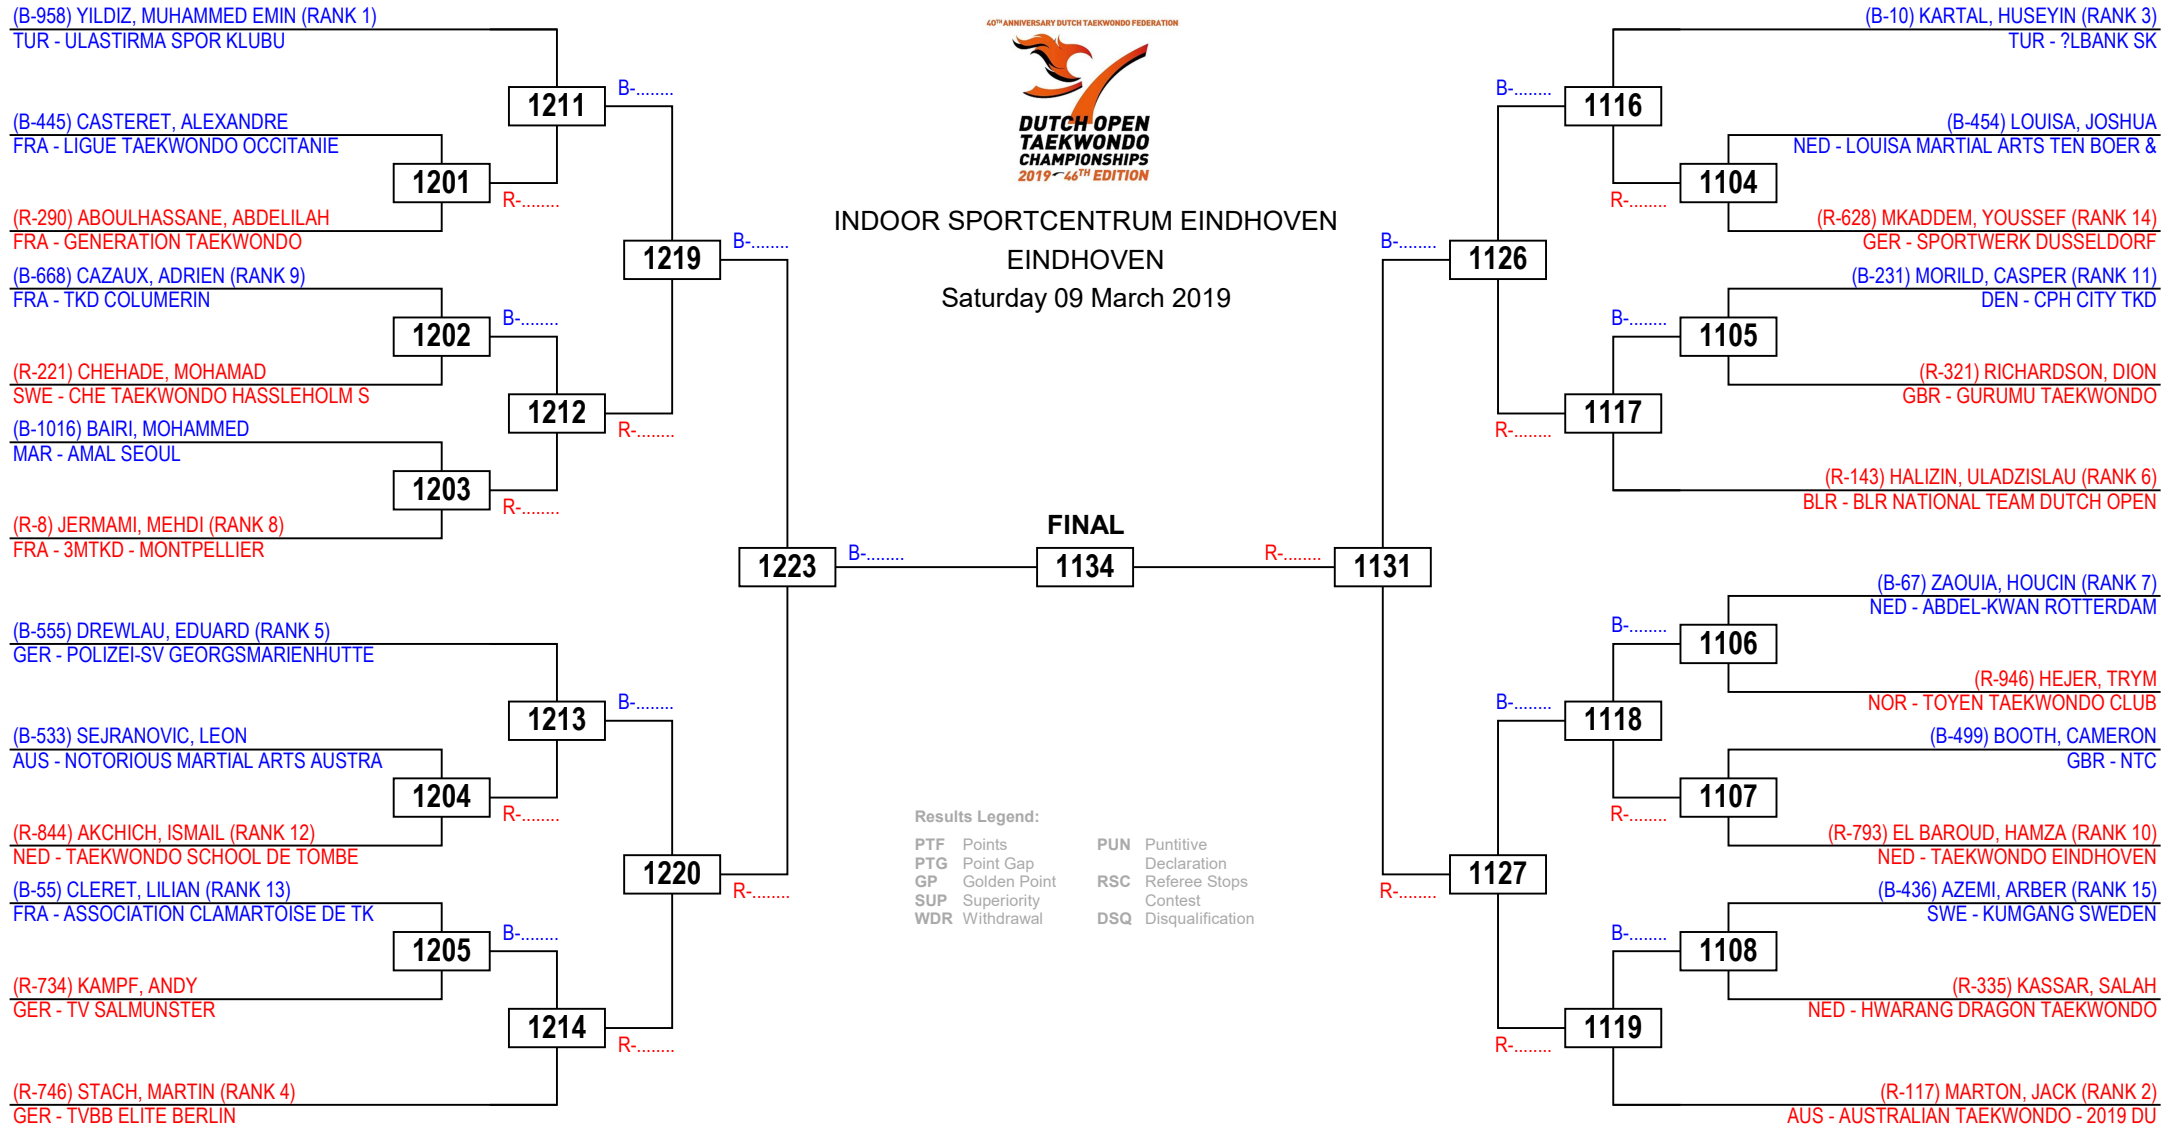 (B-958) YILDIZ, MUHAMMED EMIN (RANK 1)
TUR - ULASTIRMA SPOR KLUBU
1211
B-........
(B-445) CASTERET, ALEXANDRE
FRA - LIGUE TAEKWONDO OCCITANIE
1201
R-........
(R-290) ABOULHASSANE, ABDELILAH
FRA - GENERATION TAEKWONDO
1219
B-........
(B-668) CAZAUX, ADRIEN (RANK 9)
FRA - TKD COLUMERIN
1202
B-........
(R-221) CHEHADE, MOHAMAD
SWE - CHE TAEKWONDO HASSLEHOLM S
1212
R-........
(B-1016) BAIRI, MOHAMMED
MAR - AMAL SEOUL
1203
R-........
(R-8) JERMAMI, MEHDI (RANK 8)
FRA - 3MTKD - MONTPELLIER
1223
B-........
(B-555) DREWLAU, EDUARD (RANK 5)
GER - POLIZEI-SV GEORGSMARIENHUTTE
1213
B-........
(B-533) SEJRANOVIC, LEON
AUS - NOTORIOUS MARTIAL ARTS AUSTRA
1204
R-........
(R-844) AKCHICH, ISMAIL (RANK 12)
NED - TAEKWONDO SCHOOL DE TOMBE
1220
R-........
(B-55) CLERET, LILIAN (RANK 13)
FRA - ASSOCIATION CLAMARTOISE DE TK
1205
B-........
(R-734) KAMPF, ANDY
GER - TV SALMUNSTER
1214
R-........
(R-746) STACH, MARTIN (RANK 4)
GER - TVBB ELITE BERLIN
40TH ANNIVERSARY DUTCH TAEKWONDO FEDERATION
DUTCH OPEN
TAEKWONDO
CHAMPIONSHIPS
2019 46TH EDITION
INDOOR SPORTCENTRUM EINDHOVEN
EINDHOVEN
Saturday 09 March 2019
FINAL
1134
Results Legend:
PTF Points
PTG Point Gap
GP Golden Point
SUP Superiority
WDR Withdrawal
PUN Puntitive
Declaration
RSC Referee Stops
Contest
DSQ Disqualification
(B-10) KARTAL, HUSEYIN (RANK 3)
TUR - ?LBANK SK
B-........
1116
(B-454) LOUISA, JOSHUA
NED - LOUISA MARTIAL ARTS TEN BOER &
1104
R-........
(R-628) MKADDEM, YOUSSEF (RANK 14)
GER - SPORTWERK DUSSELDORF
B-........
1126
(B-231) MORILD, CASPER (RANK 11)
DEN - CPH CITY TKD
B-........
1105
(R-321) RICHARDSON, DION
GBR - GURUMU TAEKWONDO
1117
R-........
(R-143) HALIZIN, ULADZISLAU (RANK 6)
BLR - BLR NATIONAL TEAM DUTCH OPEN
R-........
1131
(B-67) ZAOUIA, HOUCIN (RANK 7)
NED - ABDEL-KWAN ROTTERDAM
B-........
1106
(R-946) HEJER, TRYM
NOR - TOYEN TAEKWONDO CLUB
B-........
1118
(B-499) BOOTH, CAMERON
GBR - NTC
1107
R-........
(R-793) EL BAROUD, HAMZA (RANK 10)
NED - TAEKWONDO EINDHOVEN
1127
R-........
(B-436) AZEMI, ARBER (RANK 15)
SWE - KUMGANG SWEDEN
B-........
1108
(R-335) KASSAR, SALAH
NED - HWARANG DRAGON TAEKWONDO
1119
R-........
(R-117) MARTON, JACK (RANK 2)
AUS - AUSTRALIAN TAEKWONDO - 2019 DU